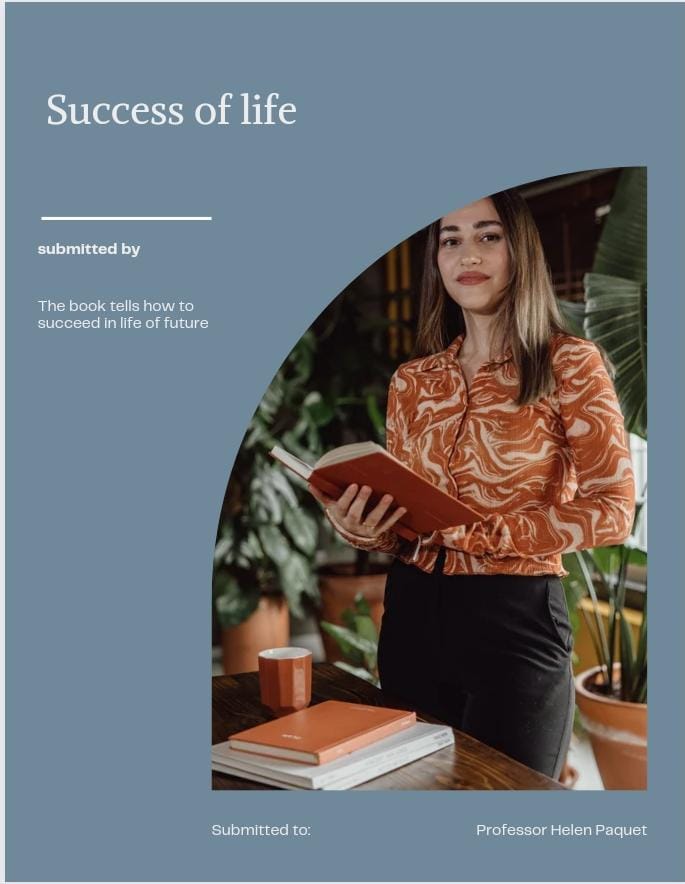 Success of life
submitted by
The book tells how to
succeed in life of future
Submitted to:
Professor Helen Paquet